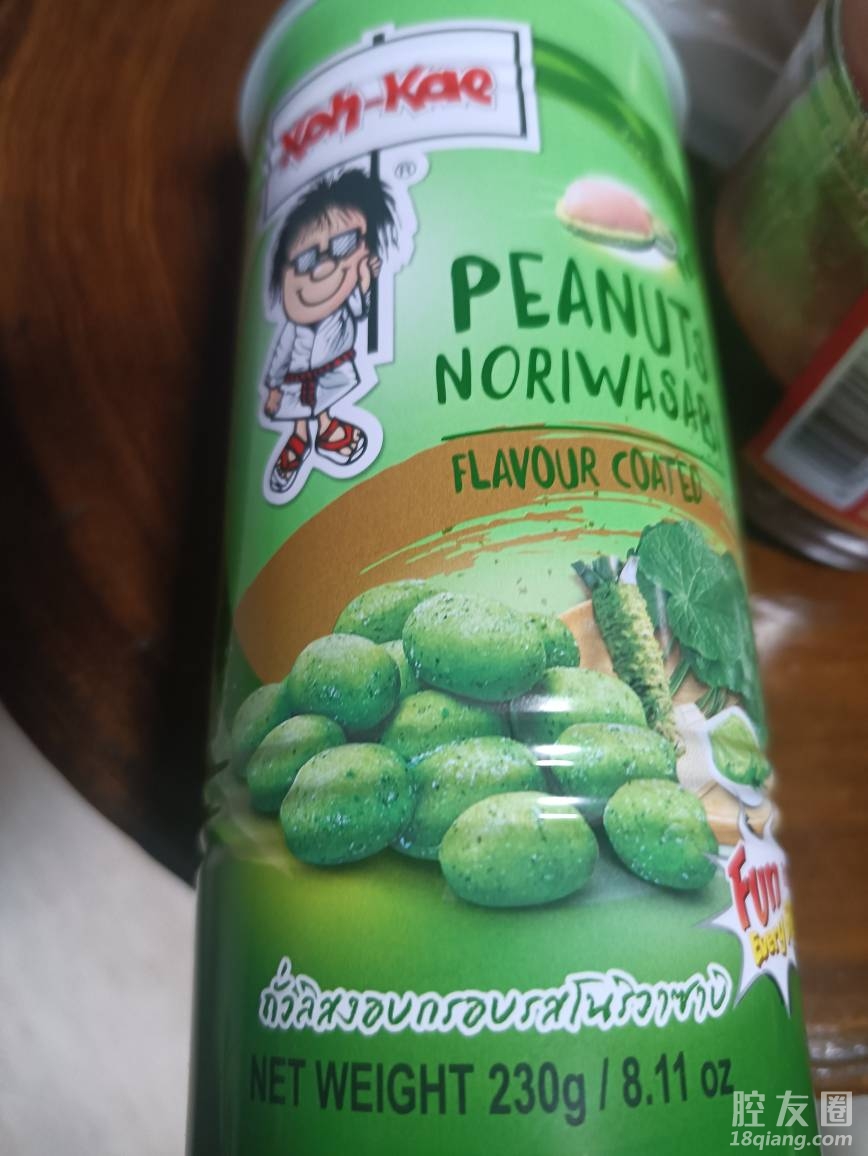 Koh-Kae
®
PEANUTS
NORIWASABI
FLAVOUR COATED
Fun
Every
ถั่วลิสงอบกรอบรสโนริวาซาบิ
NET WEIGHT 230g / 8.11 oz
腔友圈
18qiang.com